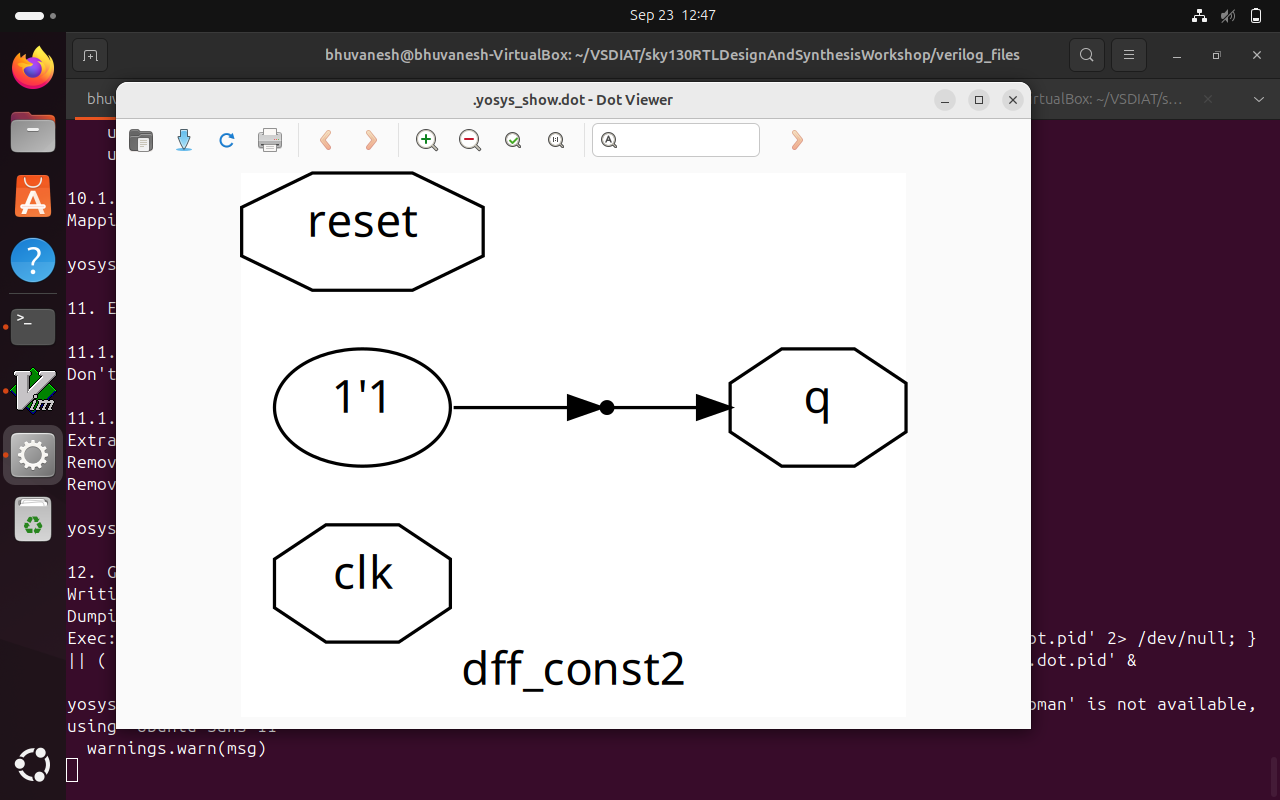 Sep 23 12:47
bhuvanesh@bhuvanesh-VirtualBox: ~/VSDIAT/sky130RTLDesignAndSynthesisWorkshop/verilog_files
bhuv
rtualBox: ~/VSDIAT/s...
.yosys_show.dot - Dot Viewer
reset
1'1
q
clk
dff_const2
u
u
10.1.
Mappi
yosys
11. E
11.1.
Don't
11.1.
Extra
Remov
Remov
yosys
12. G
Writi
Dumpi
Exec: ot.pid' 2> /dev/null; }
|| ( .dot.pid' &
yosys oman' is not available,
using
warnings.warn(msg)